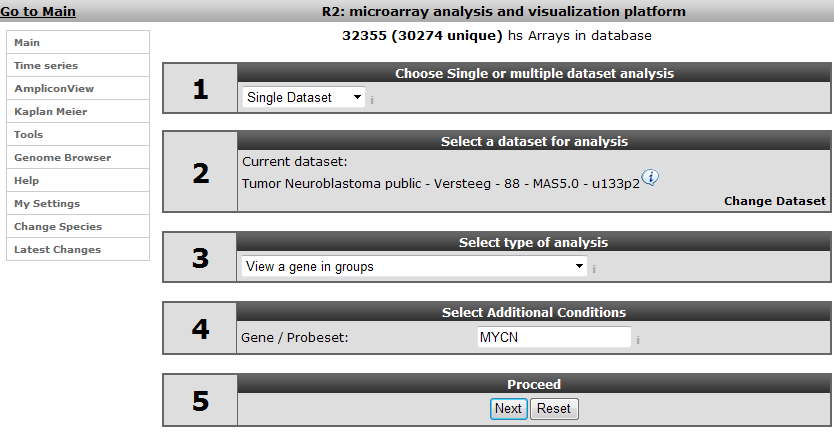 Go to Main
R2: microarray analysis and visualization platform
32355 (30274 unique) hs Arrays in database
Main
Time series
AmpliconView
Kaplan Meier
Tools
Genome Browser
Help
My Settings
Change Species
Latest Changes
1
Choose Single or multiple dataset analysis
Single Dataset
i
2
Select a dataset for analysis
Current dataset:
Tumor Neuroblastoma public - Versteeg - 88 - MAS5.0 - u133p2 i
Change Dataset
3
Select type of analysis
View a gene in groups
i
4
Select Additional Conditions
Gene / Probeset: MYCN i
5
Proceed
Next Reset